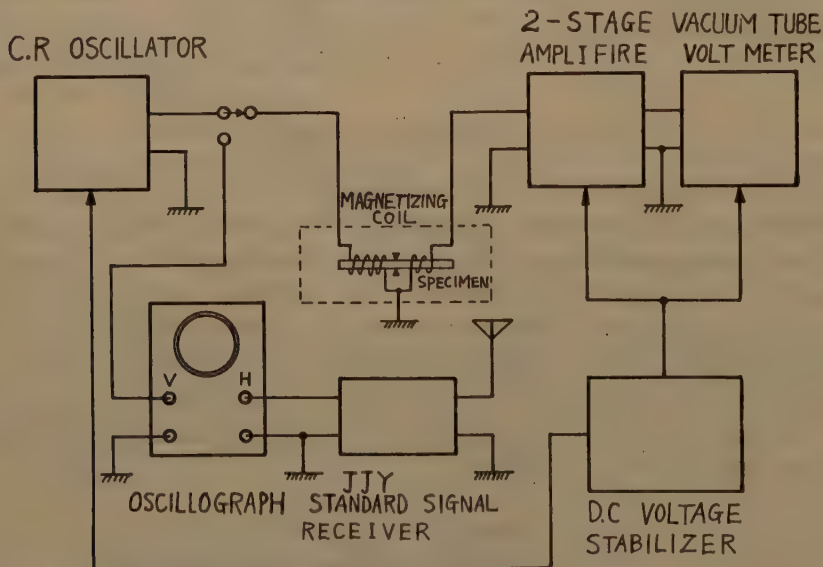 C.R OSCILLATOR
2-STAGE
AMPLIFIRE
VACUUM TUBE
VOLT METER
MAGNETIZING
COIL
SPECIMEN
V
H
OSCILLOGRAPH
JJY
STANDARD SIGNAL
RECEIVER
D.C VOLTAGE
STABILIZER